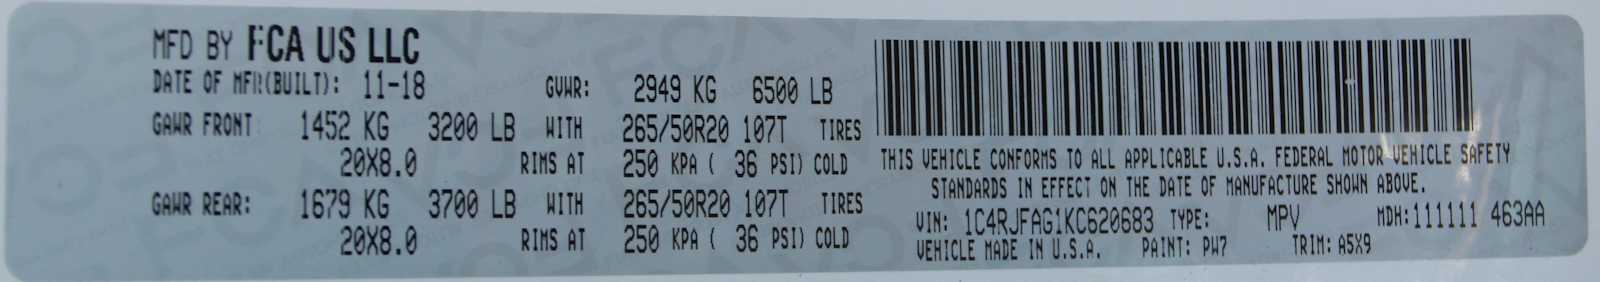 MFD BY FCA US LLC
DATE OF MFR(BUILT): 11-18 GVWR: 2949 KG 6500 LB
GAWR FRONT 1452 KG 3200 LB WITH 265/50R20 107T TIRES
20X8.0 RIMS AT 250 KPA ( 36 PSI) COLD
GAWR REAR: 1679 KG 3700 LB WITH 265/50R20 107T TIRES
20X8.0 RIMS AT 250 KPA ( 36 PSI) COLD
THIS VEHICLE CONFORMS TO ALL APPLICABLE U.S.A. FEDERAL MOTOR VEHICLE SAFETY
STANDARDS IN EFFECT ON THE DATE OF MANUFACTURE SHOWN ABOVE.
VIN: 1C4RJFAG1KC620683 TYPE: MPV MDH:111111 463AA
VEHICLE MADE IN U.S.A. PAINT: PW7 TRIM: A5X9